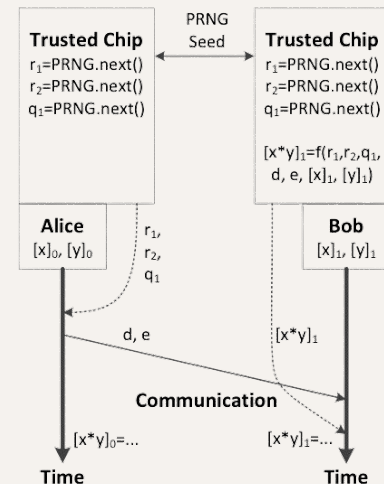 PRNG
Seed
Trusted Chip
r₁=PRNG.next()
r₂=PRNG.next()
q₁=PRNG.next()
Trusted Chip
r₁=PRNG.next()
r₂=PRNG.next()
q₁=PRNG.next()
[x*y]₁=f(r₁,r₂,q₁,
d, e, [x]₁, [y]₁)
Alice
[x]₀, [y]₀
r₁,
r₂,
q₁
Bob
[x]₁, [y]₁
d, e
[x*y]₁
Communication
[x*y]₀=...
[x*y]₁=...
Time
Time